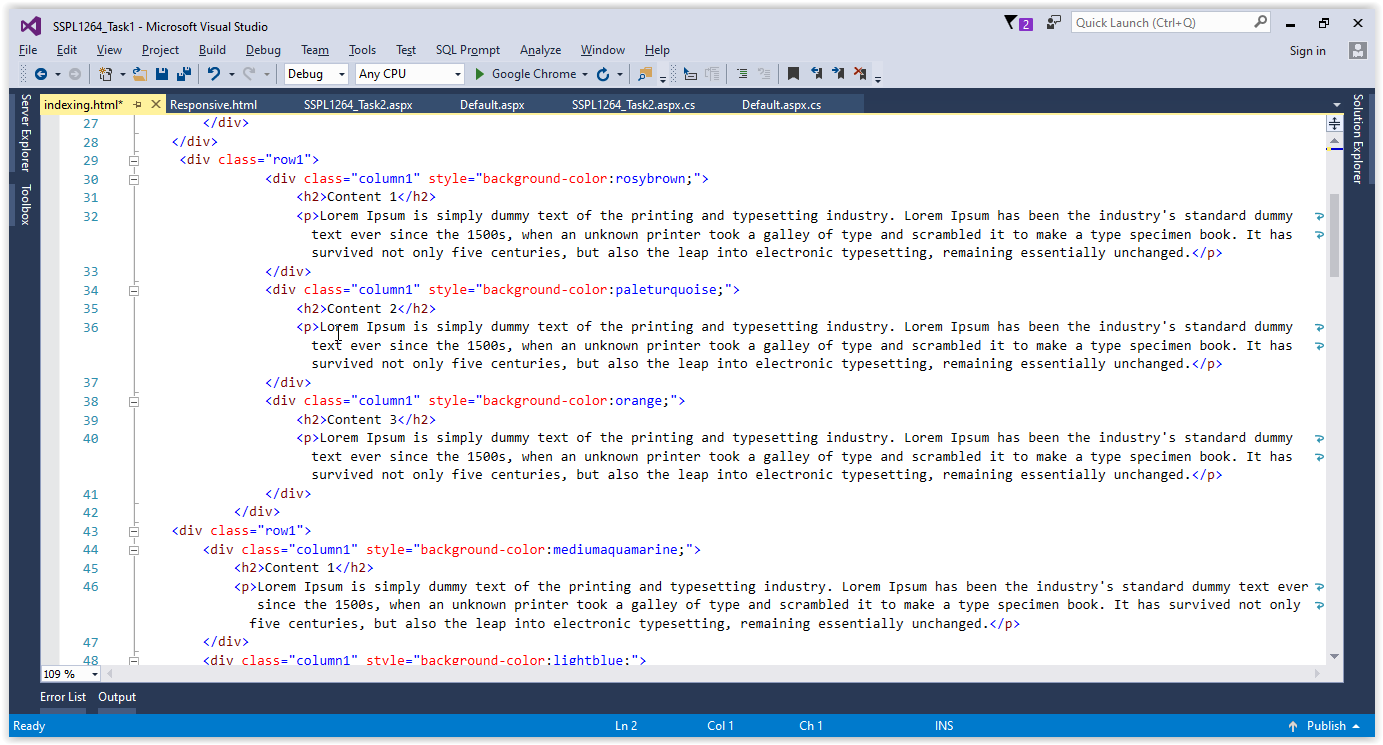 SSPL1264_Task1 - Microsoft Visual Studio
2
Quick Launch (Ctrl+Q)
File Edit View Project Build Debug Team Tools Test SQL Prompt Analyze Window Help
Sign in
Debug Any CPU Google Chrome
Server Explorer
Toolbox
Solution Explorer
indexing.html* Responsive.html SSPL1264_Task2.aspx Default.aspx SSPL1264_Task2.aspx.cs Default.aspx.cs
27 </div>
28 </div>
29 <div class="row1">
30 <div class="column1" style="background-color:rosybrown;">
31 <h2>Content 1</h2>
32 <p>Lorem Ipsum is simply dummy text of the printing and typesetting industry. Lorem Ipsum has been the industry's standard dummy
text ever since the 1500s, when an unknown printer took a galley of type and scrambled it to make a type specimen book. It has
survived not only five centuries, but also the leap into electronic typesetting, remaining essentially unchanged.</p>
33 </div>
34 <div class="column1" style="background-color:paleturquoise;">
35 <h2>Content 2</h2>
36 <p>Lorem Ipsum is simply dummy text of the printing and typesetting industry. Lorem Ipsum has been the industry's standard dummy
text ever since the 1500s, when an unknown printer took a galley of type and scrambled it to make a type specimen book. It has
survived not only five centuries, but also the leap into electronic typesetting, remaining essentially unchanged.</p>
37 </div>
38 <div class="column1" style="background-color:orange;">
39 <h2>Content 3</h2>
40 <p>Lorem Ipsum is simply dummy text of the printing and typesetting industry. Lorem Ipsum has been the industry's standard dummy
text ever since the 1500s, when an unknown printer took a galley of type and scrambled it to make a type specimen book. It has
survived not only five centuries, but also the leap into electronic typesetting, remaining essentially unchanged.</p>
41 </div>
42 </div>
43 <div class="row1">
44 <div class="column1" style="background-color:mediumaquamarine;">
45 <h2>Content 1</h2>
46 <p>Lorem Ipsum is simply dummy text of the printing and typesetting industry. Lorem Ipsum has been the industry's standard dummy text ever
since the 1500s, when an unknown printer took a galley of type and scrambled it to make a type specimen book. It has survived not only
five centuries, but also the leap into electronic typesetting, remaining essentially unchanged.</p>
47 </div>
48 <div class="column1" style="background-color:lightblue;">
109 %
Error List Output
Ready Ln 2 Col 1 Ch 1 INS Publish